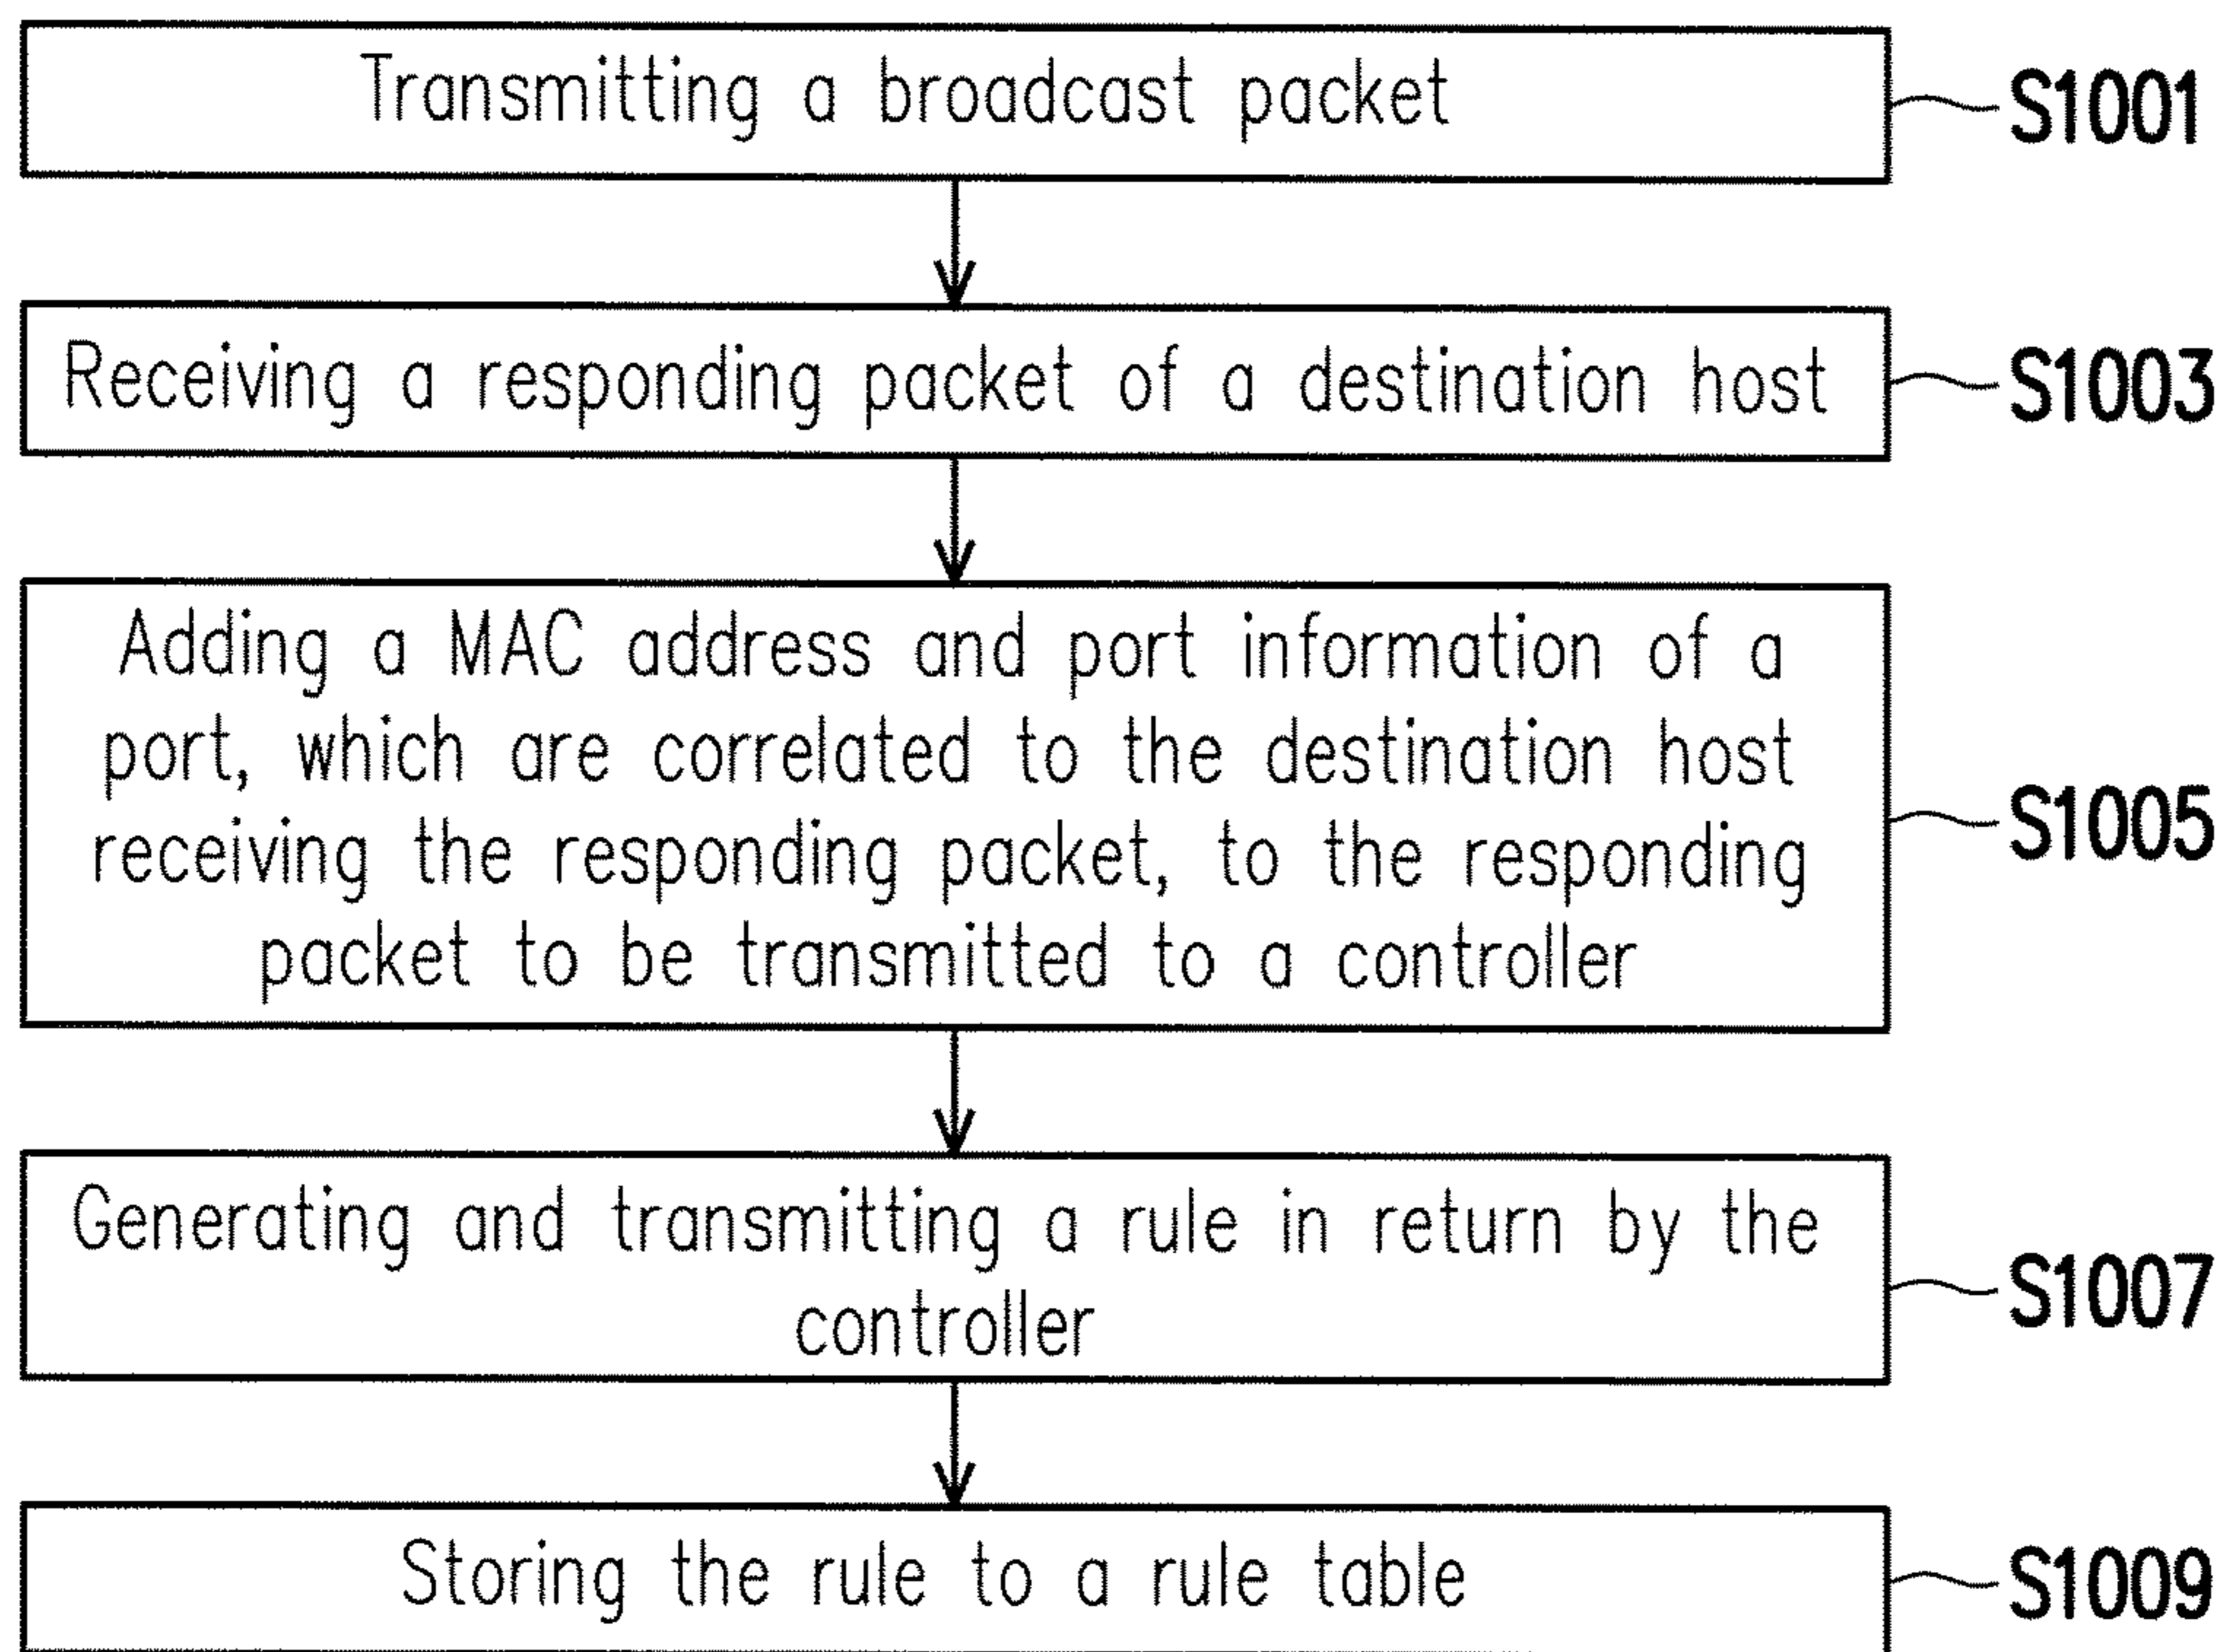 Transmitting a broadcast packet
S1001
Receiving a responding packet of a destination host
S1003
Adding a MAC address and port information of a
port, which are correlated to the destination host
receiving the responding packet, to the responding
packet to be transmitted to a controller
S1005
Generating and transmitting a rule in return by the
controller
S1007
Storing the rule to a rule table
S1009